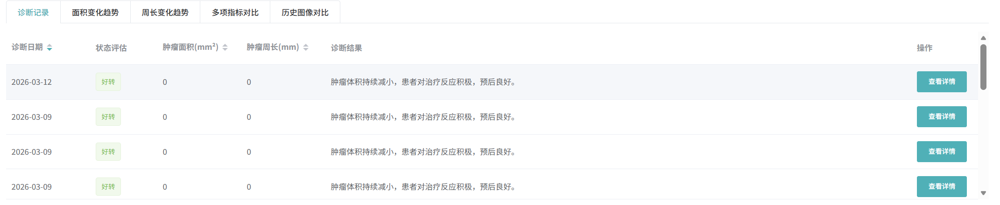 诊断记录 面积变化趋势 周长变化趋势 多项指标对比 历史图像对比
诊断日期 状态评估 肿瘤面积(mm²) 肿瘤周长(mm) 诊断结果 操作
2026-03-12 好转 0 0 肿瘤体积持续减小，患者对治疗反应积极，预后良好。 查看详情
2026-03-09 好转 0 0 肿瘤体积持续减小，患者对治疗反应积极，预后良好。 查看详情
2026-03-09 好转 0 0 肿瘤体积持续减小，患者对治疗反应积极，预后良好。 查看详情
2026-03-09 好转 0 0 肿瘤体积持续减小，患者对治疗反应积极，预后良好。 查看详情